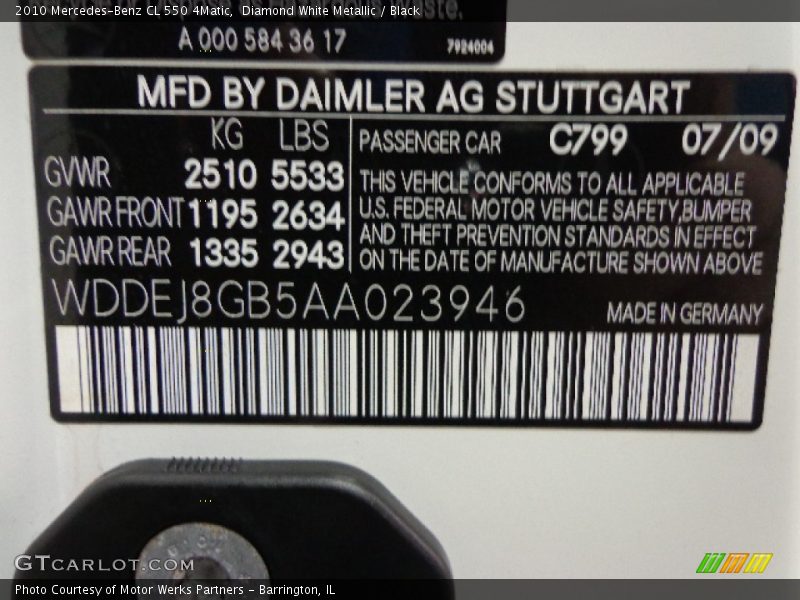 2010 Mercedes-Benz CL 550 4Matic,  Diamond White Metallic / Black
A 000 584 36 17
7924004
MFD BY DAIMLER AG STUTTGART
KG LBS
GVWR 2510 5533
GAWR FRONT 1195 2634
GAWR REAR 1335 2943
PASSENGER CAR C799 07/09
THIS VEHICLE CONFORMS TO ALL APPLICABLE
U.S. FEDERAL MOTOR VEHICLE SAFETY,BUMPER
AND THEFT PREVENTION STANDARDS IN EFFECT
ON THE DATE OF MANUFACTURE SHOWN ABOVE
WDDEJ8GB5AA023946
MADE IN GERMANY
GTCARLOT.COM
Photo Courtesy of Motor Werks Partners - Barrington, IL